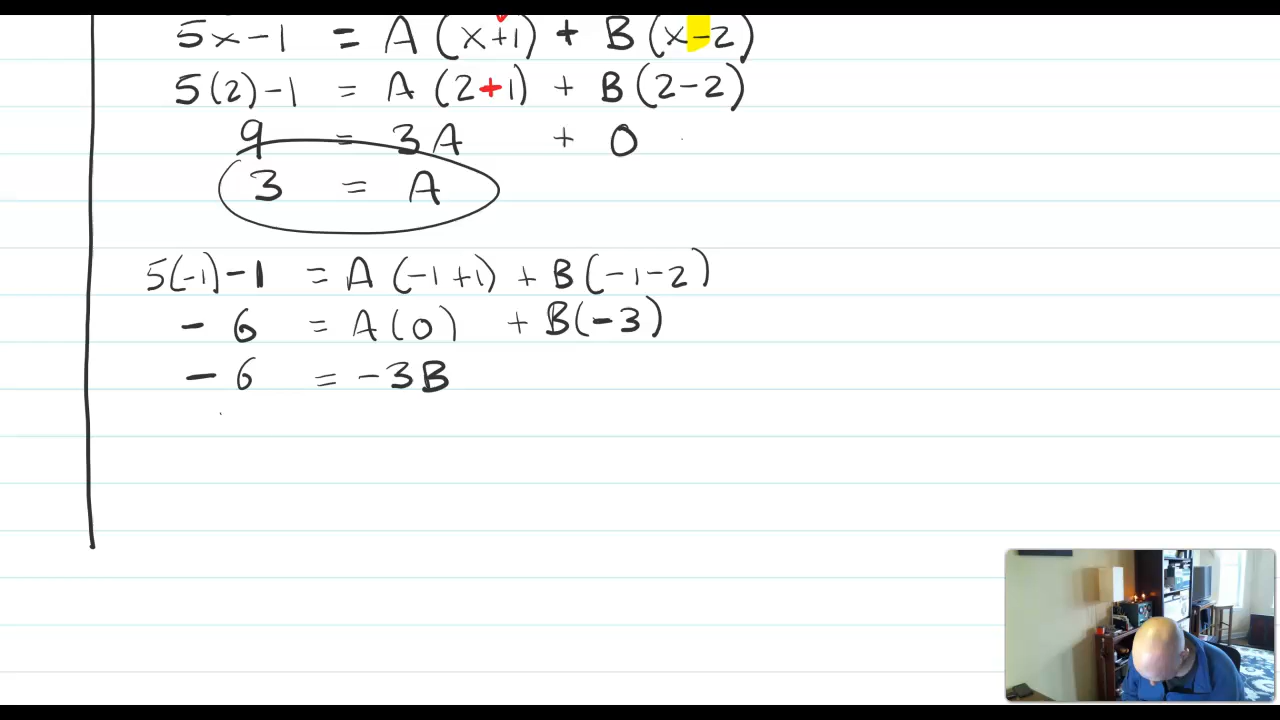 5x-1 = A(x+1) + B(x-2)
5(2)-1 = A(2+1) + B(2-2)
9 = 3A + 0
3 = A
5(-1)-1 = A(-1+1) + B(-1-2)
-6 = A(0) + B(-3)
-6 = -3B